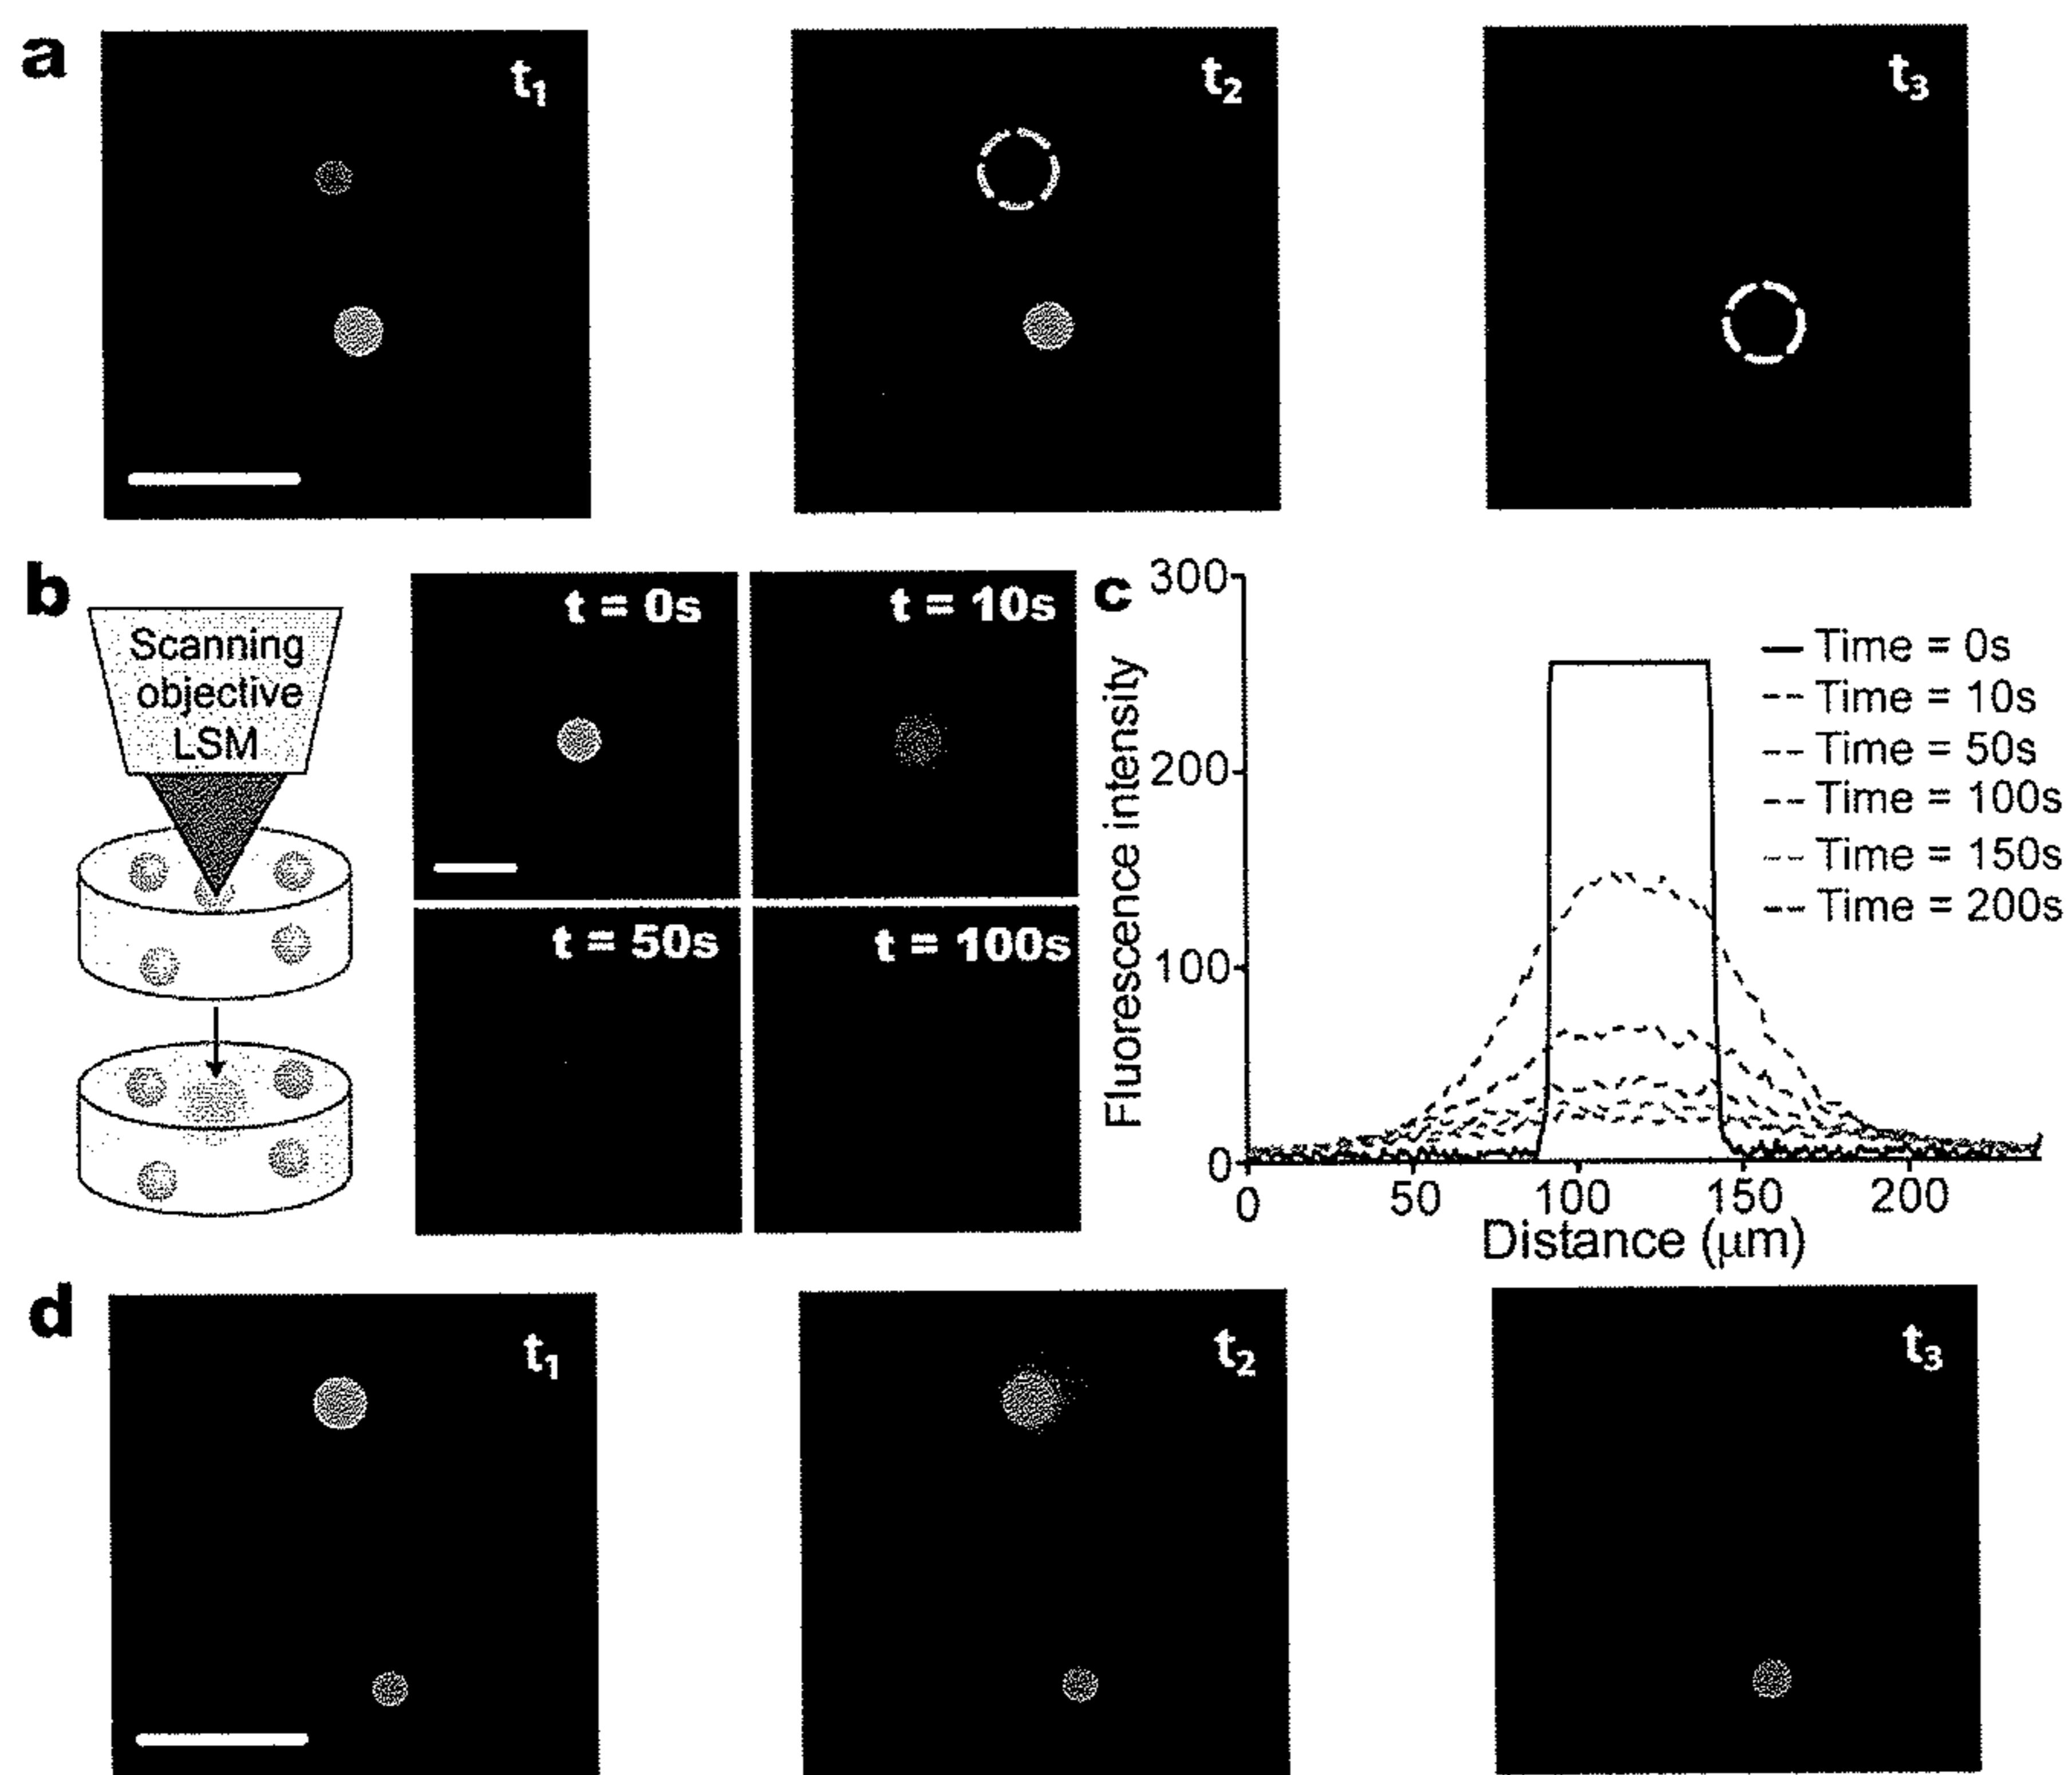 a
t₁
t₂
t₃
b
Scanning
objective
LSM
t = 0s
t = 10s
t = 50s
t = 100s
c
300
200
100
0
Fluorescence intensity
Time = 0s
Time = 10s
Time = 50s
Time = 100s
Time = 150s
Time = 200s
0 50 100 150 200
Distance (μm)
d
t₁
t₂
t₃